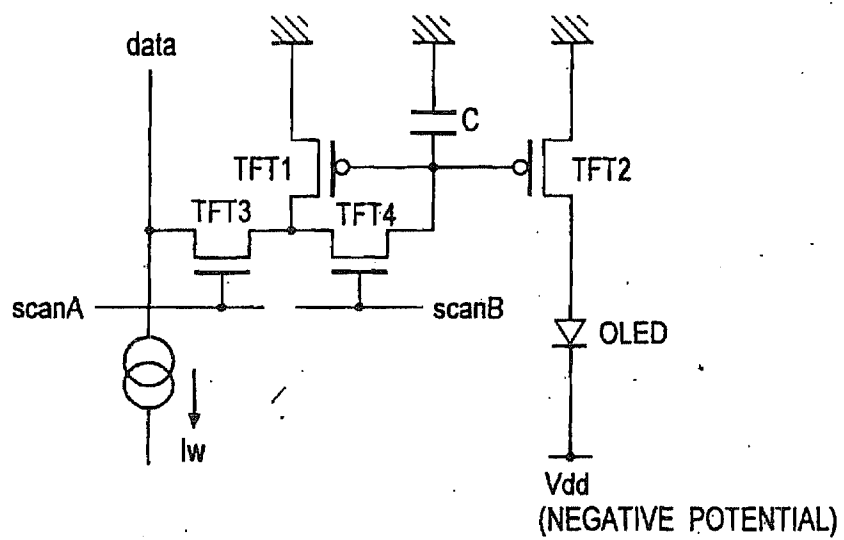 data
C
TFT1
TFT2
TFT3
TFT4
scanA
scanB
OLED
Iw
Vdd
(NEGATIVE POTENTIAL)